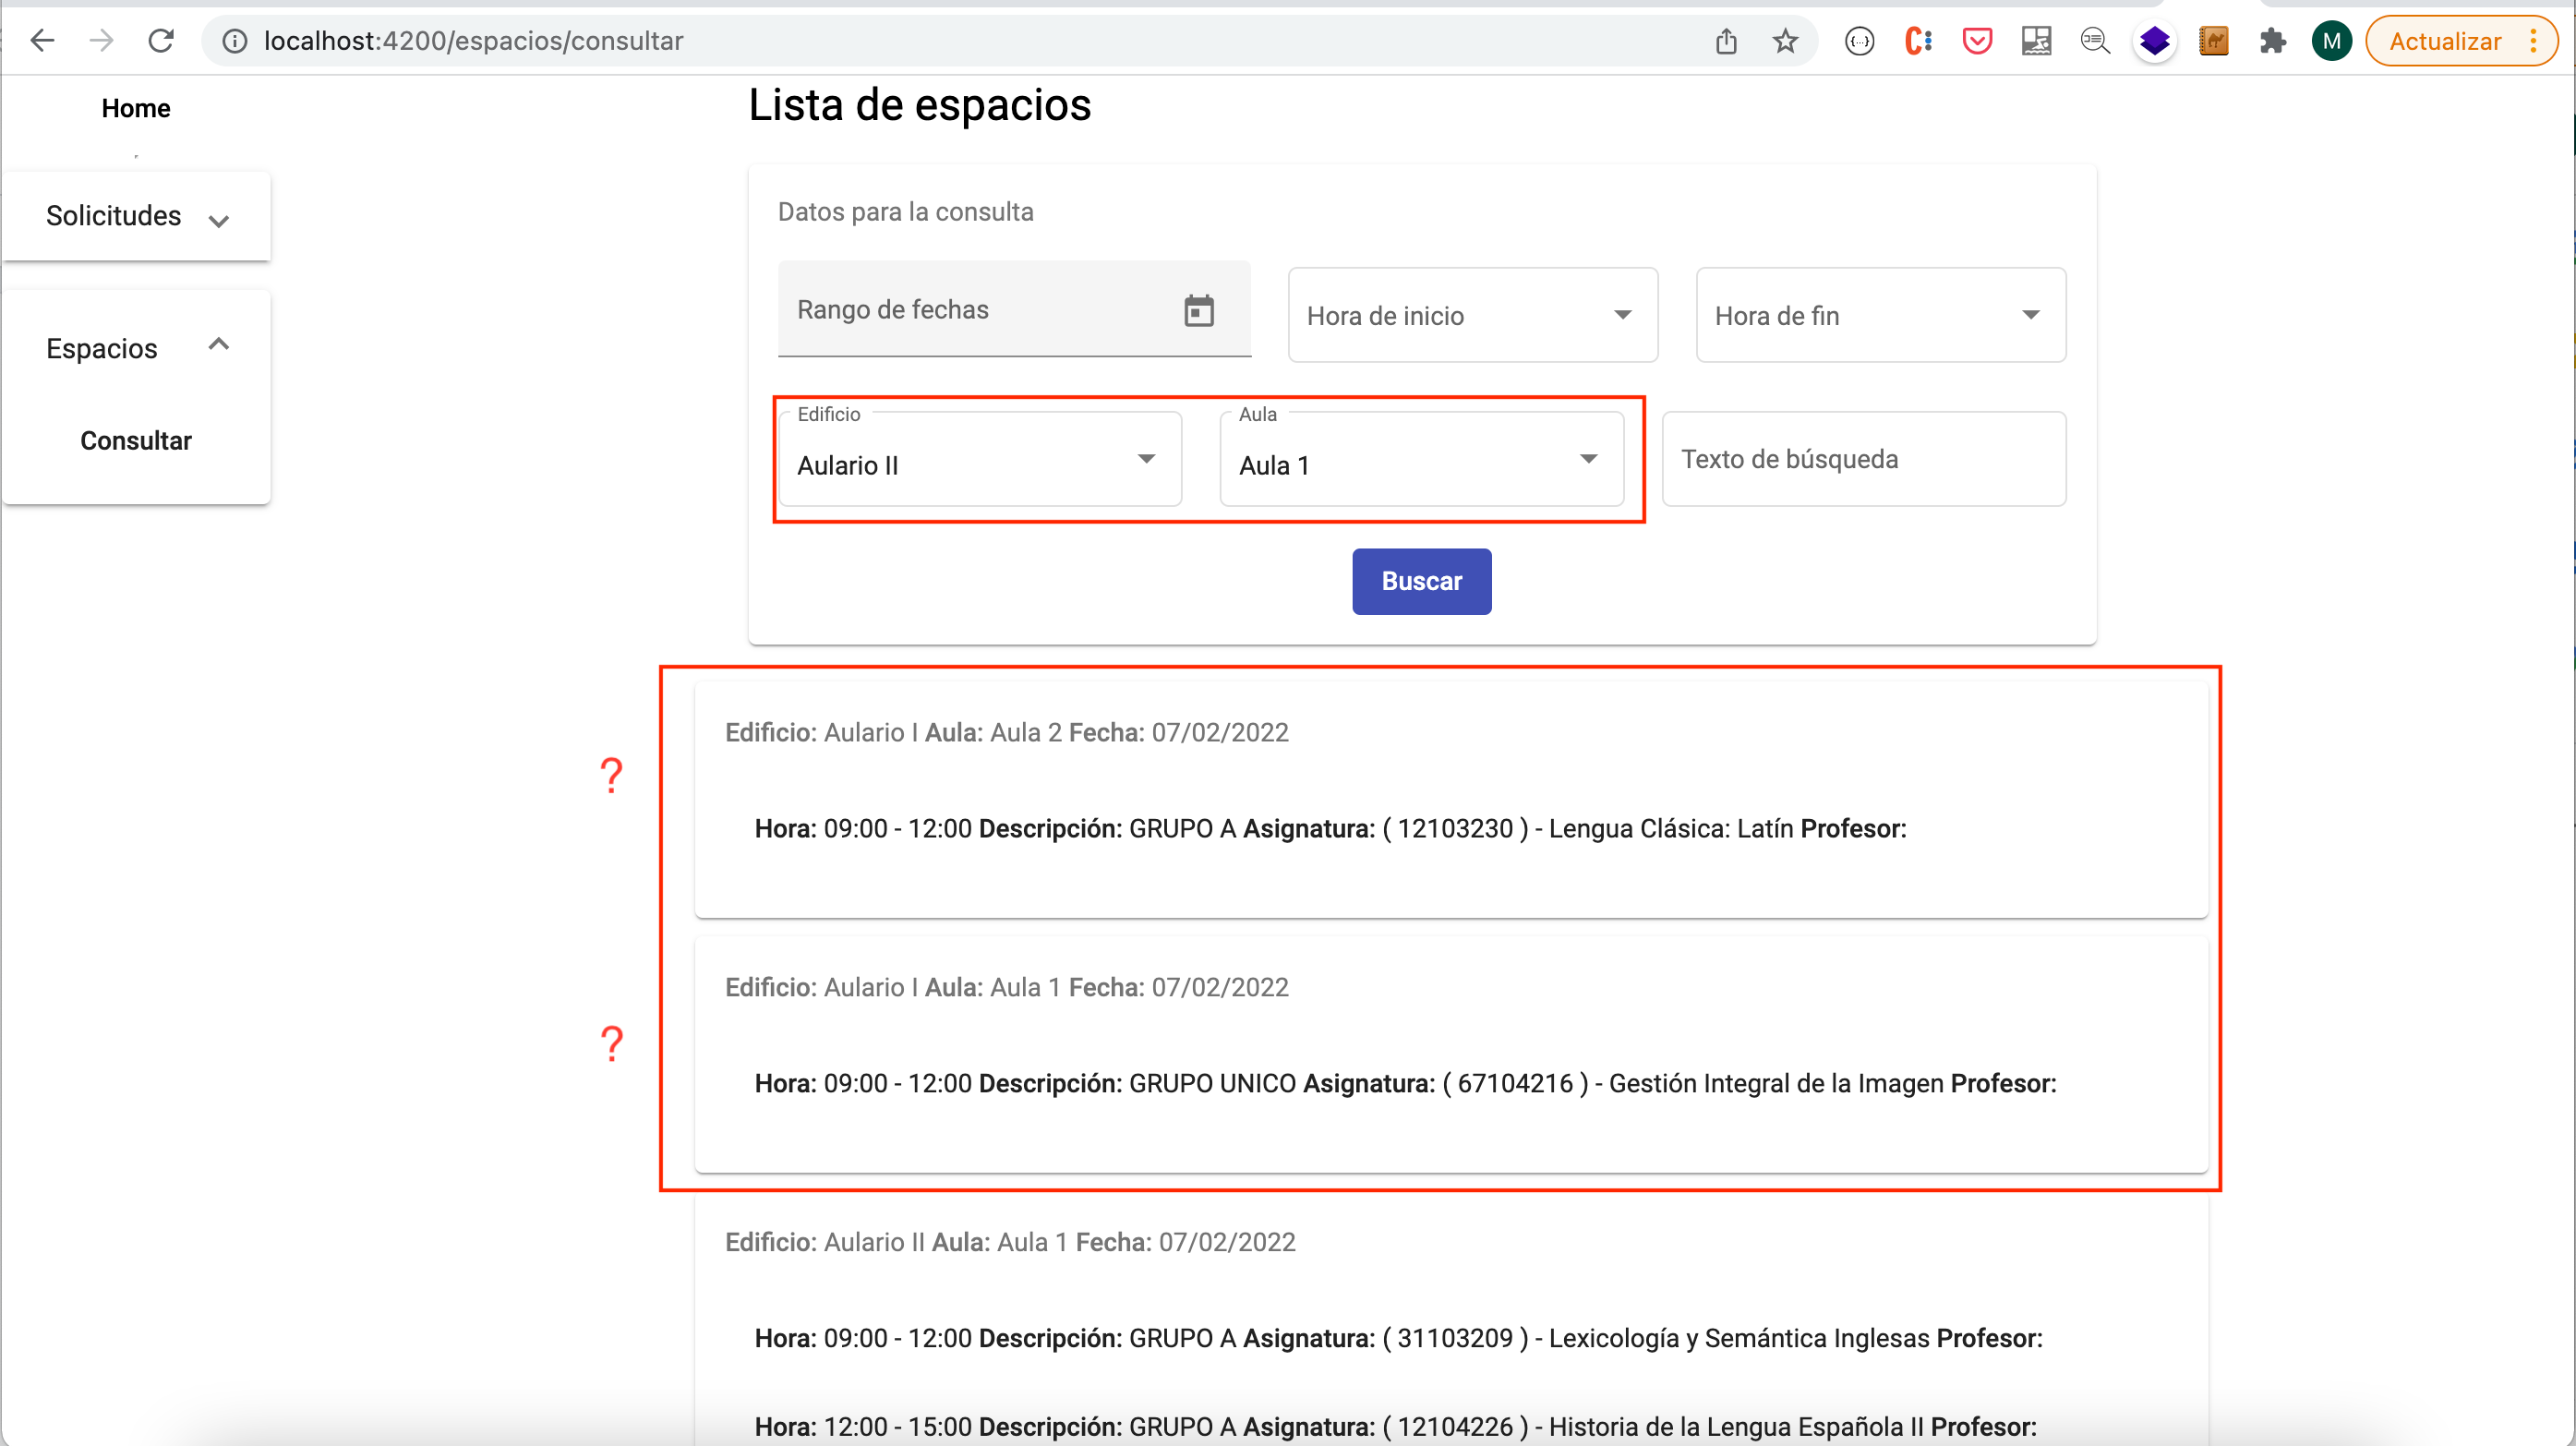 localhost:4200/espacios/consultar
M
Actualizar
Home
Solicitudes
Espacios
Consultar
Lista de espacios
Datos para la consulta
Rango de fechas
Hora de inicio
Hora de fin
Edificio
Aulario II
Aula
Aula 1
Texto de búsqueda
Buscar
?
Edificio: Aulario I Aula: Aula 2 Fecha: 07/02/2022
Hora: 09:00 - 12:00 Descripción: GRUPO A Asignatura: ( 12103230 ) - Lengua Clásica: Latín Profesor:
?
Edificio: Aulario I Aula: Aula 1 Fecha: 07/02/2022
Hora: 09:00 - 12:00 Descripción: GRUPO UNICO Asignatura: ( 67104216 ) - Gestión Integral de la Imagen Profesor:
Edificio: Aulario II Aula: Aula 1 Fecha: 07/02/2022
Hora: 09:00 - 12:00 Descripción: GRUPO A Asignatura: ( 31103209 ) - Lexicología y Semántica Inglesas Profesor:
Hora: 12:00 - 15:00 Descripción: GRUPO A Asignatura: ( 12104226 ) - Historia de la Lengua Española II Profesor: